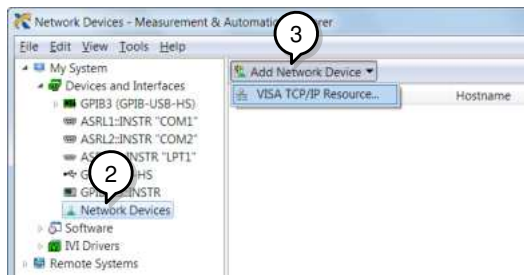 Network Devices - Measurement & Automation
File Edit View Tools Help
3
My System
Devices and Interfaces
GPIB3 (GPIB-USB-HS)
ASRL1::INSTR "COM1"
ASRL2::INSTR "COM2"
INSTR "LPT1"
2
HS
INSTR
Network Devices
Software
IVI Drivers
Remote Systems
Add Network Device
VISA TCP/IP Resource...
Hostname